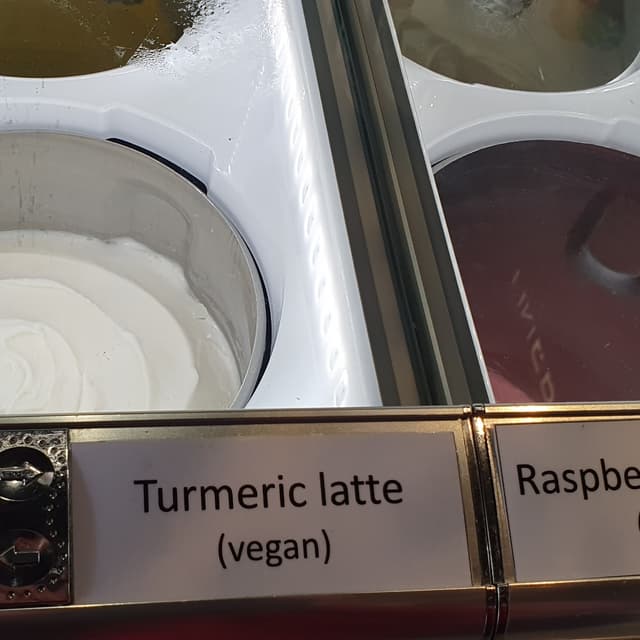 Turmeric latte
(vegan)
Raspbe
(